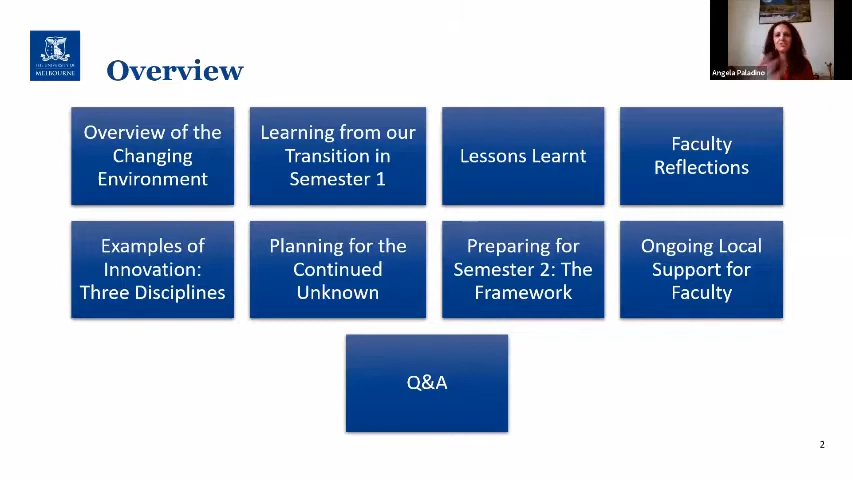 Angela Paladino
THE UNIVERSITY OF
MELBOURNE
Overview
Overview of the
Changing
Environment
Learning from our
Transition in
Semester 1
Lessons Learnt
Faculty
Reflections
Examples of
Innovation:
Three Disciplines
Planning for the
Continued
Unknown
Preparing for
Semester 2: The
Framework
Ongoing Local
Support for
Faculty
Q&A
2